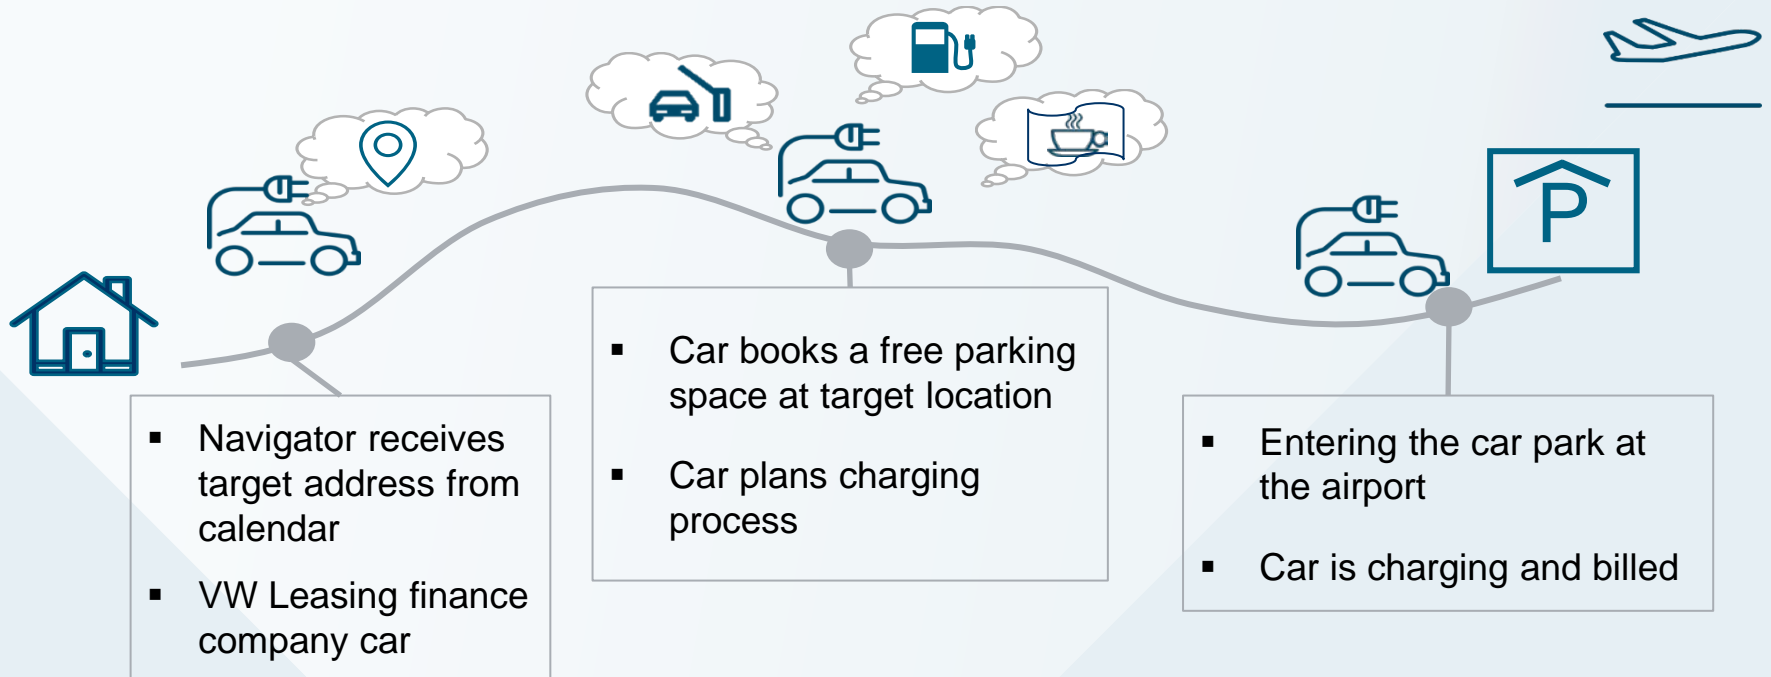 P
▪ Navigator receives
target address from
calendar
▪ VW Leasing finance
company car
▪ Car books a free parking
space at target location
▪ Car plans charging
process
▪ Entering the car park at
the airport
▪ Car is charging and billed